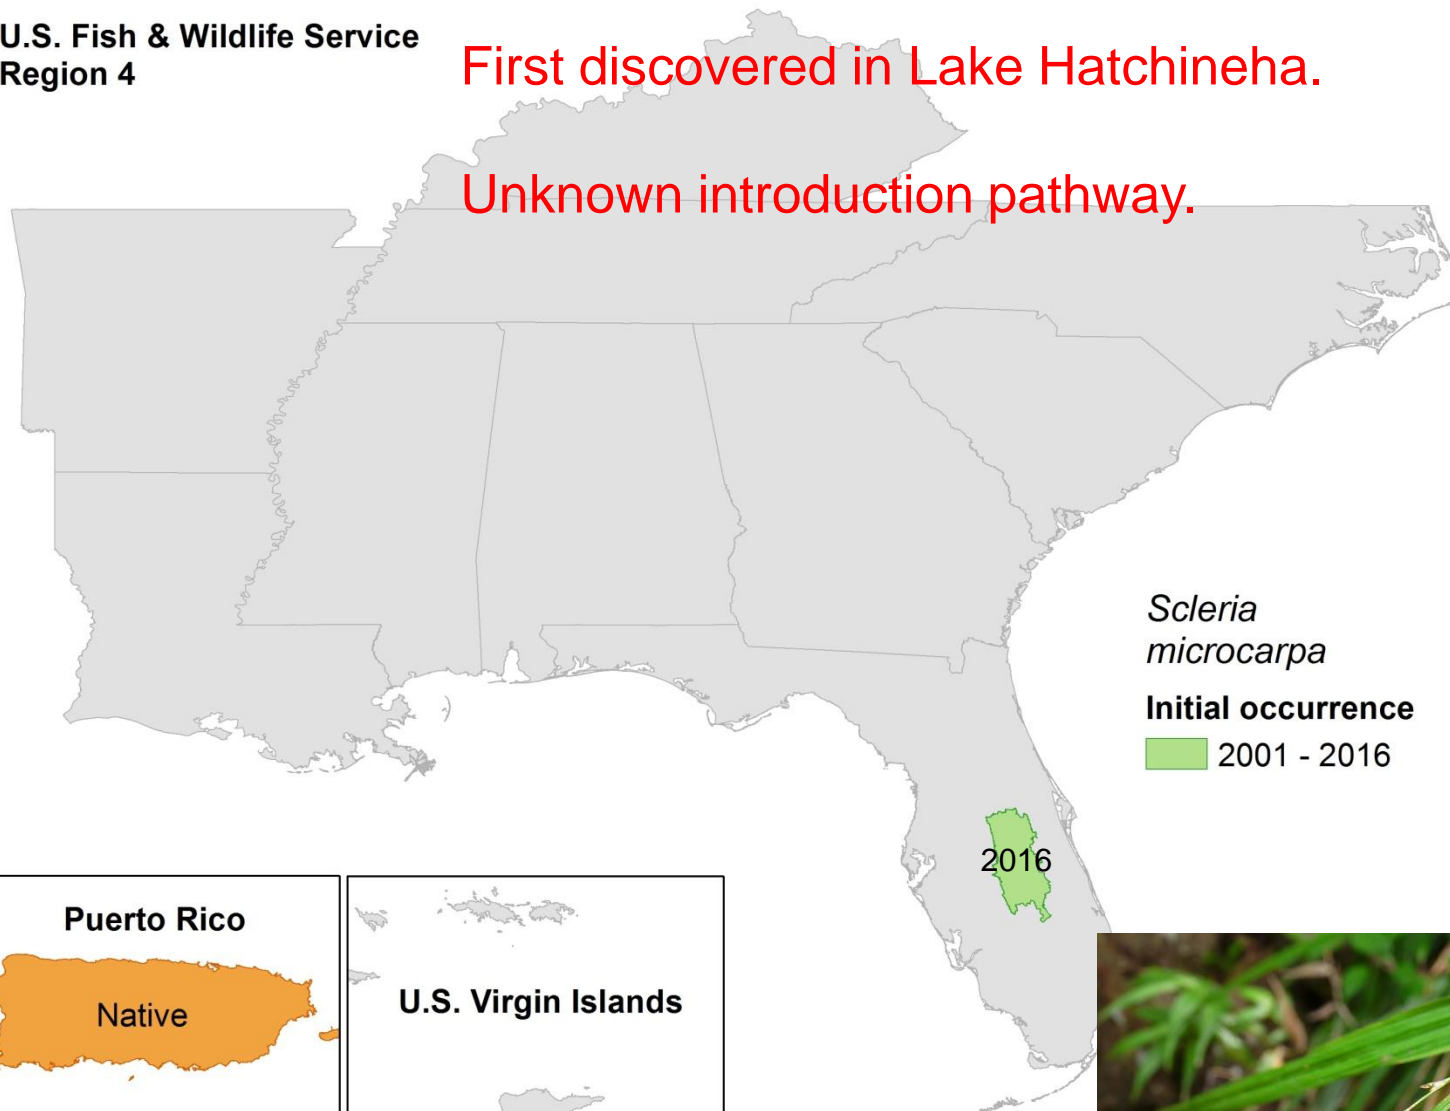 U.S. Fish & Wildlife Service
Region 4
First discovered in Lake Hatchineha.
Unknown introduction pathway.
Scleria
microcarpa
Initial occurrence
2001 - 2016
2016
Puerto Rico
Native
U.S. Virgin Islands